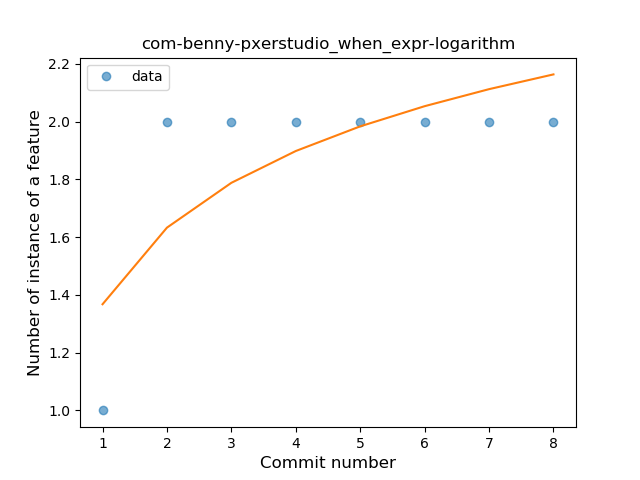 com-benny-pxerstudio_when_expr-logarithm
data
Number of instance of a feature
2.2
2.0
1.8
1.6
1.4
1.2
1.0
1 2 3 4 5 6 7 8
Commit number